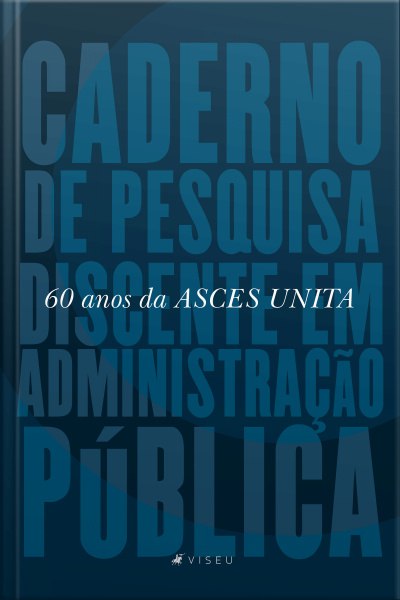 CADERNO
DE PESQUISA
DISCENTE EM
60 anos da ASCES UNITA
ADMINISTRAÇÃO
PÚBLICA
VISEU